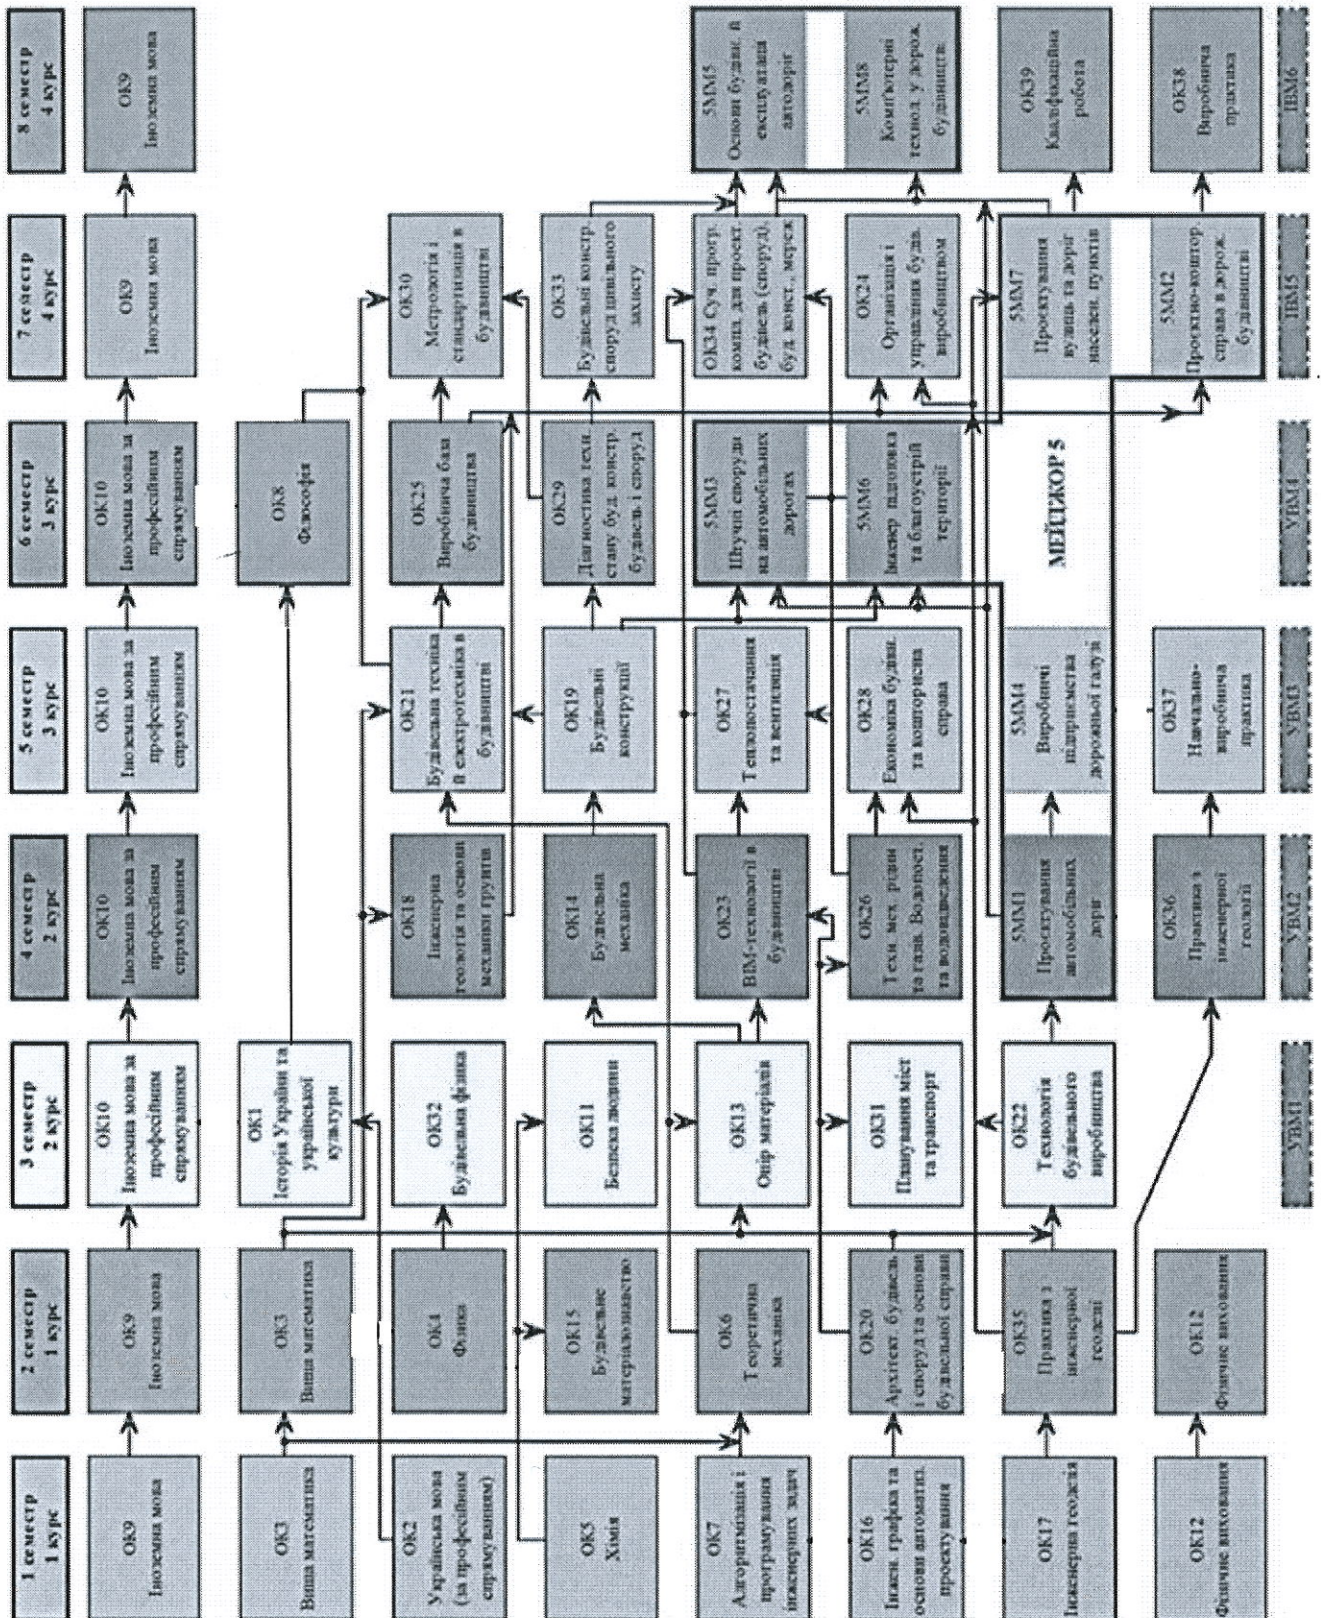 1 семестр
1 курс
ОК9
Іноземна мова
ОК3
Вища математика
ОК2
Українська мова
(за професійним
спрямуванням)
ОК5
Хімія
ОК7
Алгоритмізація і
програмування
інженерних задач
ОК16
Інжен. графіка та
основи автоматиз.
проектування
ОК17
Інженерна геодезія
ОК12
Фізичне виховання
2 семестр
1 курс
ОК9
Іноземна мова
ОК3
Вища математика
ОК4
Фізика
ОК15
Будівельне
матеріалознавство
ОК6
Теоретична
механіка
ОК20
Архітект. будівель
і споруд та основи
будівельної справи
ОК35
Практика з
інженерної
геодезії
ОК12
Фізичне виховання
3 семестр
2 курс
ОК10
Іноземна мова за
професійним
спрямуванням
ОК1
Історія України та
української
культури
ОК32
Будівельна фізика
ОК11
Безпека людини
ОК13
Опір матеріалів
ОК31
Планування міст
та транспорт
ОК22
Технологія
будівельного
виробництва
УВМ1
4 семестр
2 курс
ОК10
Іноземна мова за
професійним
спрямуванням
ОК18
Інженерна
геологія та основи
механіки ґрунтів
ОК14
Будівельна
механіка
ОК23
BIM-технології в
будівництві
ОК26
Техн. мех. рідин
та газів. Водопост.
та водовідведення
5ММ1
Проєктування
автомобільних
доріг
ОК36
Практика з
інженерної
геології
УВМ2
5 семестр
3 курс
ОК10
Іноземна мова за
професійним
спрямуванням
ОК21
Будівельна техніка
й електротехніка в
будівництві
ОК19
Будівельні
конструкції
ОК27
Теплопостачання
та вентиляція
ОК28
Економіка будівн.
та кошторисна
справа
5ММ4
Виробничі
підприємства
дорожньої галузі
ОК37
Навчально-
виробнича
практика
УВМ3
6 семестр
3 курс
ОК10
Іноземна мова за
професійним
спрямуванням
ОК8
Філософія
ОК25
Виробнича база
будівництва
ОК29
Діагностика техн.
стану буд. констр.
будівель і споруд
5ММ3
Штучні споруди
на автомобільних
дорогах
5ММ6
Інженер. підготовка
та благоустрій
території
МЕЙДЖОР 5
УВМ4
7 семестр
4 курс
ОК9
Іноземна мова
ОК30
Метрологія і
стандартизація в
будівництві
ОК33
Будівельні констр.
споруд цивільного
захисту
ОК34 Суч. прогр.
компл. для проект.
будівель (споруд),
буд. конст., мереж
ОК24
Організація і
управління будів.
виробництвом
5ММ7
Проєктування
вулиць та доріг
населен. пунктів
5ММ2
Проєктно-коштор.
справа в дорож.
будівництві
ІВМ5
8 семестр
4 курс
ОК9
Іноземна мова
5ММ5
Основи будівн. й
експлуатація
автодоріг
5ММ8
Комп'ютерні
технол. у дорож.
будівництві
ОК39
Кваліфікаційна
робота
ОК38
Виробнича
практика
ІВМ6